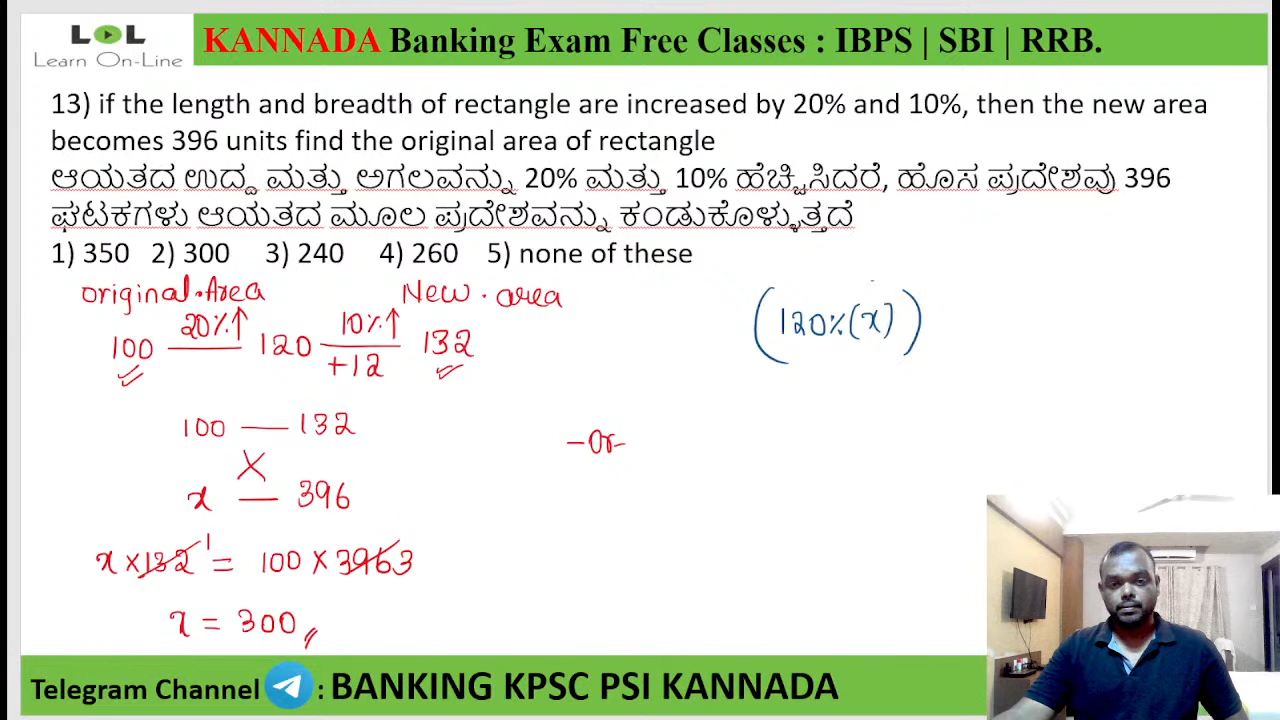 LOL
Learn On-Line
KANNADA Banking Exam Free Classes : IBPS | SBI | RRB.
13) if the length and breadth of rectangle are increased by 20% and 10%, then the new area
becomes 396 units find the original area of rectangle
ಆಯತದ ಉದ್ದ ಮತ್ತು ಅಗಲವನ್ನು 20% ಮತ್ತು 10% ಹೆಚ್ಚಿಸಿದರೆ, ಹೊಸ ಪ್ರದೇಶವು 396
ಘಟಕಗಳು ಆಯತದ ಮೂಲ ಪ್ರದೇಶವನ್ನು ಕಂಡುಕೊಳ್ಳುತ್ತದೆ
1) 350 2) 300 3) 240 4) 260 5) none of these
original.Area New.area
100 20%↑ 120 10%↑ +12 132
(120%(x))
100 — 132
x — 396
-Or-
x × 132 1 = 100 × 396 3
x = 300
Telegram Channel : BANKING KPSC PSI KANNADA